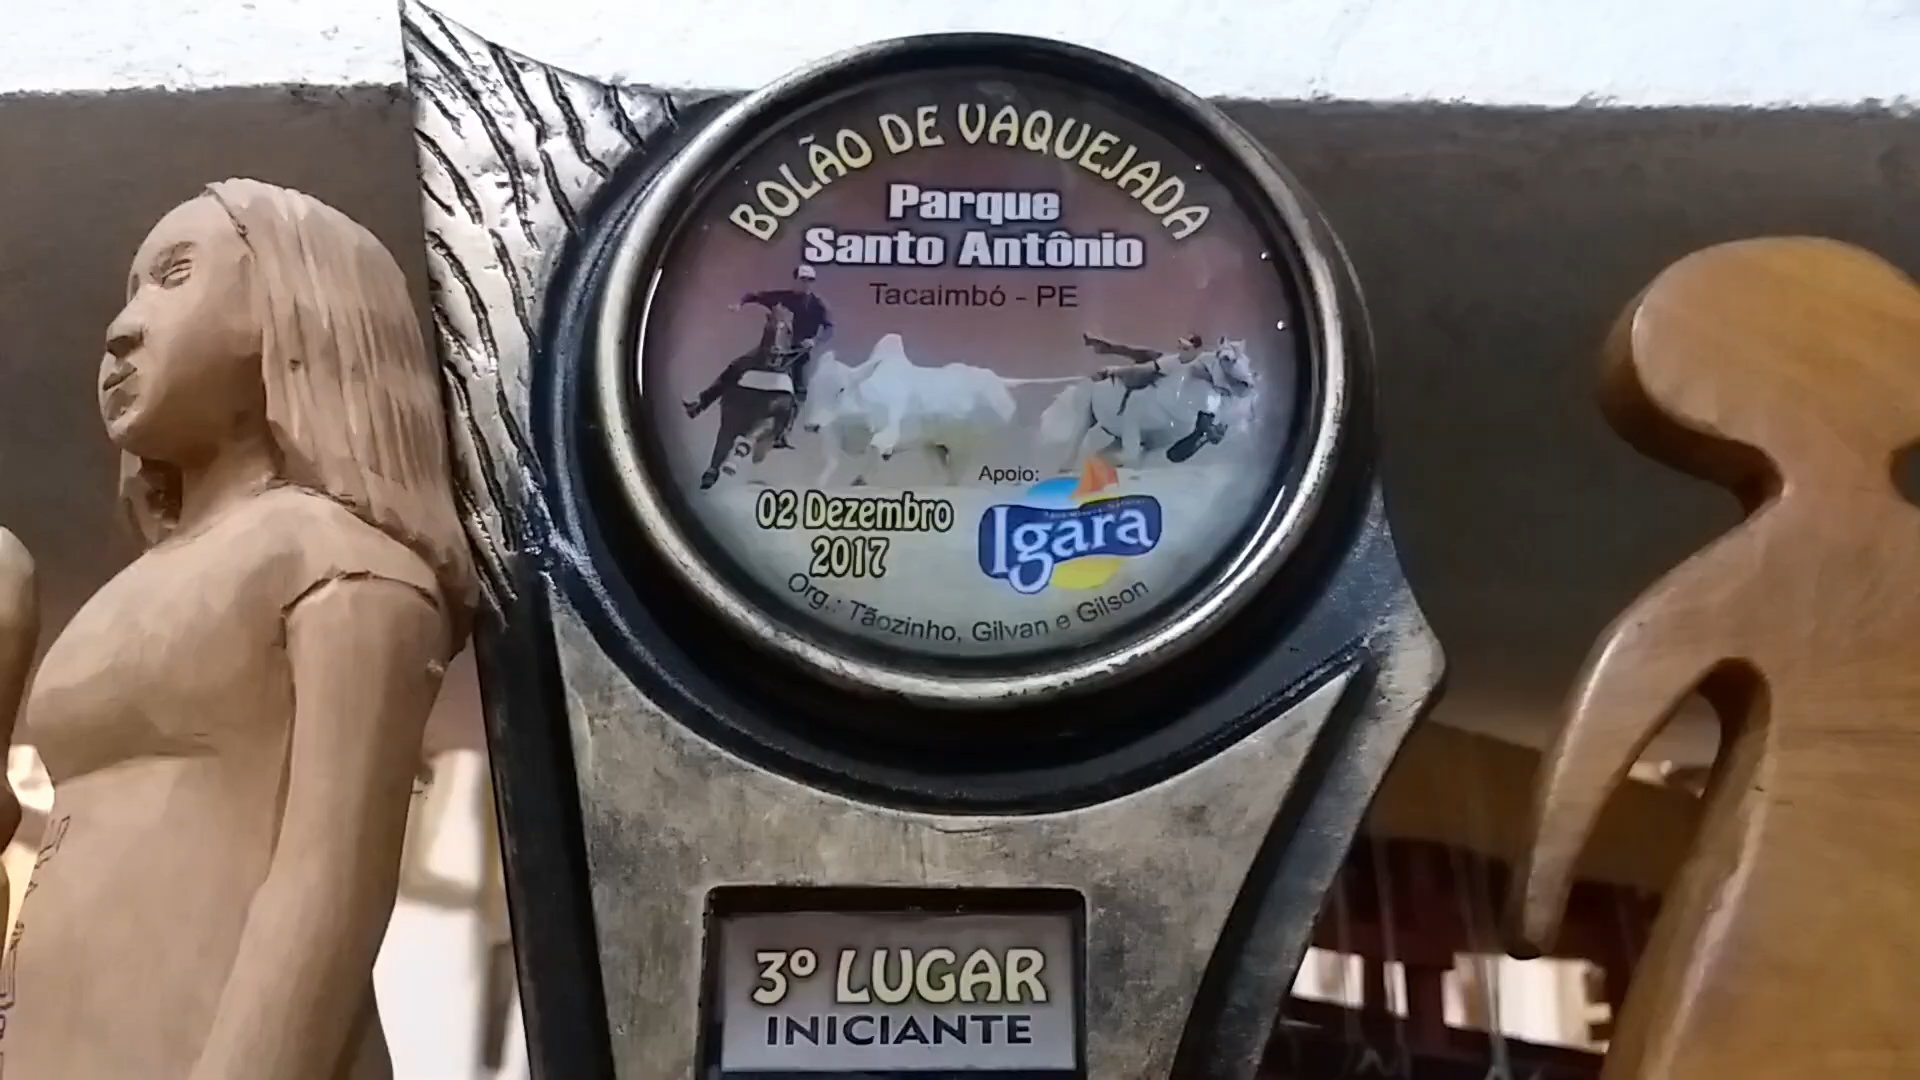 BOLÃO DE VAQUEJADA
Parque
Santo Antônio
Tacaimbó - PE
Apoio:
02 Dezembro
2017
Igara
Org.: Tãozinho, Gilvan e Gilson
3º LUGAR
INICIANTE